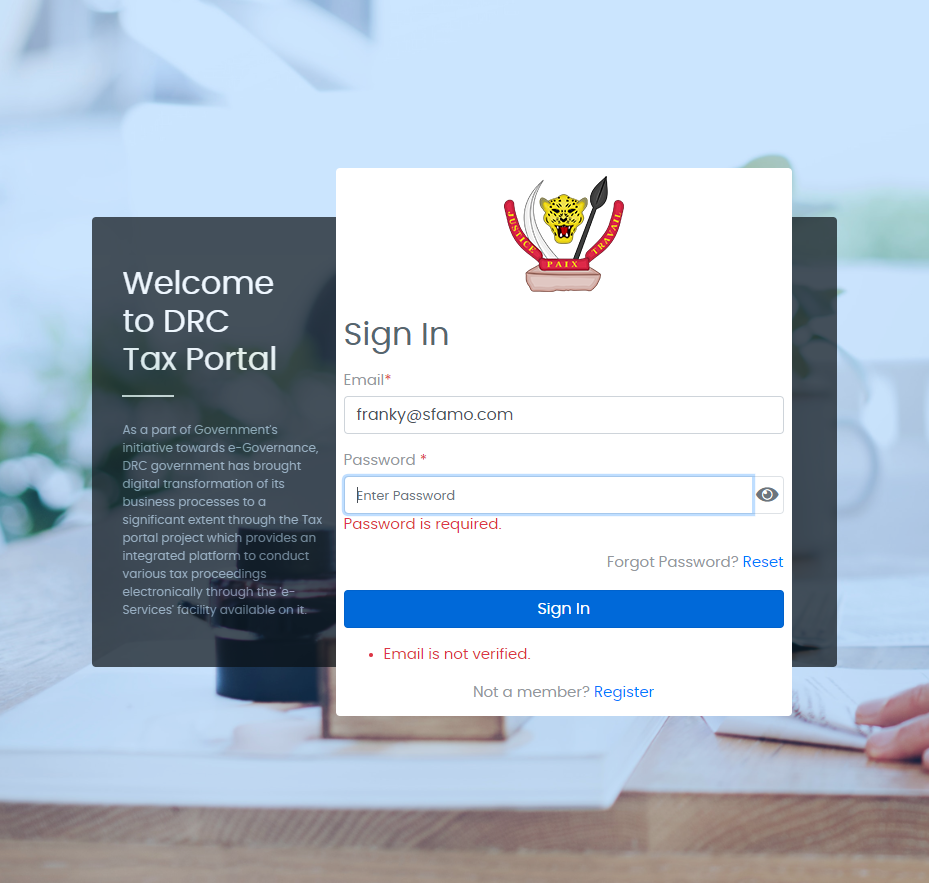 JUSTICE
PAIX
TRAVAIL
Welcome
to DRC
Tax Portal
As a part of Government's
initiative towards e-Governance,
DRC government has brought
digital transformation of its
business processes to a
significant extent through the Tax
portal project which provides an
integrated platform to conduct
various tax proceedings
electronically through the 'e-
Services' facility available on it.
Sign In
Email*
franky@sfamo.com
Password *
Enter Password
Password is required.
Forgot Password? Reset
Sign In
• Email is not verified.
Not a member? Register